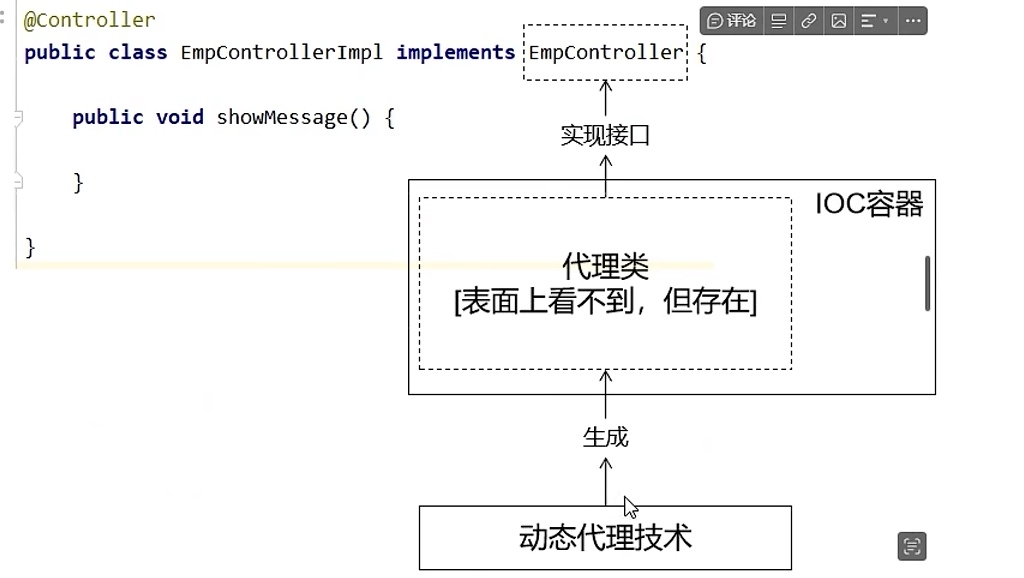 @Controller
public class EmpControllerImpl implements EmpController {
public void showMessage() {
}
}
评论
实现接口
IOC容器
代理类
[表面上看不到，但存在]
生成
动态代理技术